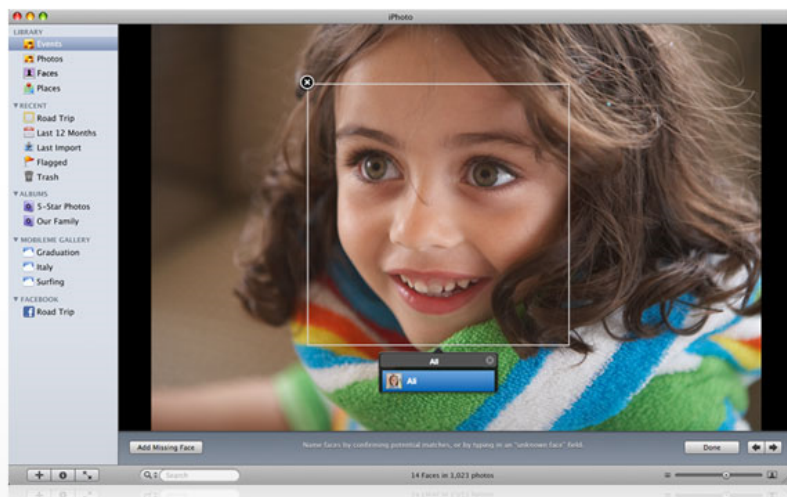 iPhoto
LIBRARY
Events
Photos
Faces
Places
RECENT
Road Trip
Last 12 Months
Last Import
Flagged
Trash
ALBUMS
5-Star Photos
Our Family
MOBILEME GALLERY
Graduation
Italy
Surfing
FACEBOOK
Road Trip
Ali
Ali
Add Missing Face
Name faces by confirming potential matches, or by typing in an "unknown face" field.
Done
Search
14 Faces in 1,023 photos